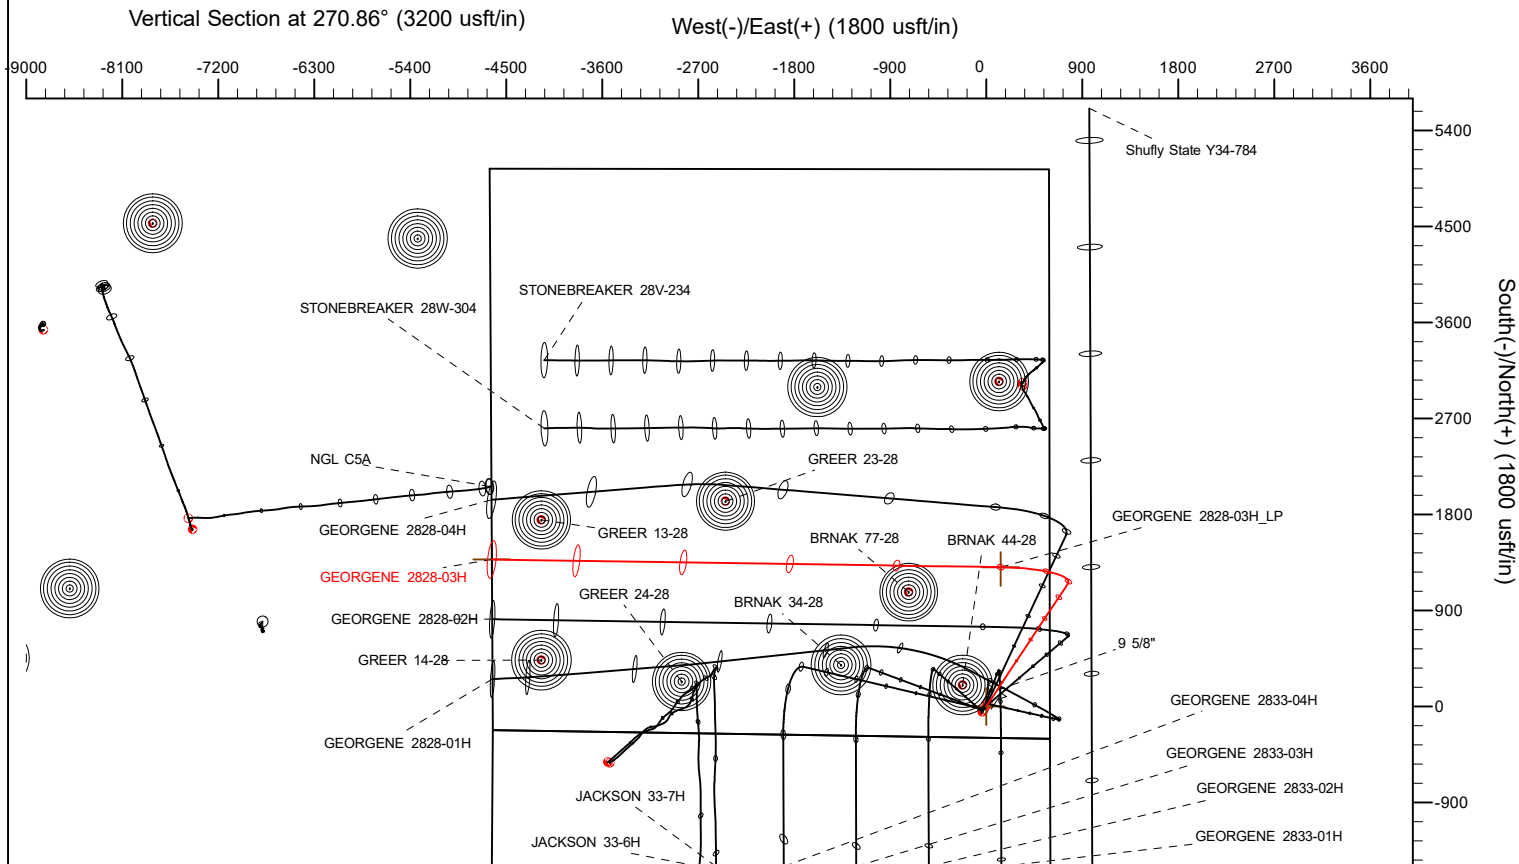 Vertical Section at 270.86° (3200 usft/in)
West(-)/East(+) (1800 usft/in)
-9000 -8100 -7200 -6300 -5400 -4500 -3600 -2700 -1800 -900 0 900 1800 2700 3600
5400
Shufly State Y34-784
4500
STONEBREAKER 28V-234
STONEBREAKER 28W-304
3600
South(-)/North(+) (1800 usft/in)
2700
NGL C5A
GREER 23-28
GEORGENE 2828-04H
GREER 13-28
BRNAK 77-28
BRNAK 44-28
GEORGENE 2828-03H_LP
1800
GEORGENE 2828-03H
GREER 24-28
BRNAK 34-28
900
GEORGENE 2828-02H
9 5/8"
GREER 14-28
GEORGENE 2833-04H
0
GEORGENE 2828-01H
GEORGENE 2833-03H
JACKSON 33-7H
GEORGENE 2833-02H
-900
JACKSON 33-6H
GEORGENE 2833-01H